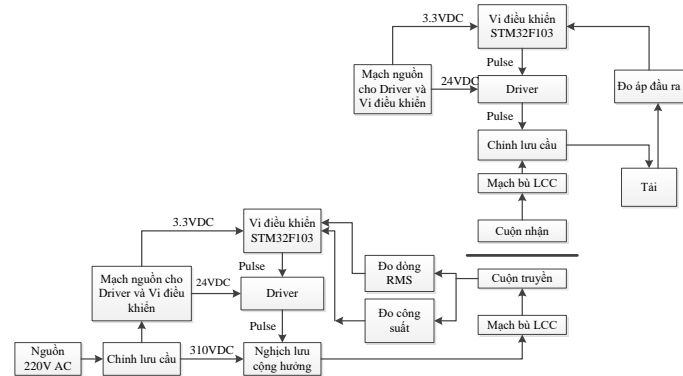 3.3VDC
Vi điều khiển
STM32F103
Pulse
Mạch nguồn
cho Driver và
Vi điều khiển
24VDC
Driver
Đo áp đầu ra
Pulse
Chỉnh lưu cầu
Mạch bù LCC
Tải
Cuộn nhận
3.3VDC
Vi điều khiển
STM32F103
Pulse
Đo dòng
RMS
Cuộn truyền
Mạch nguồn cho
Driver và Vi điều
khiển
24VDC
Driver
Đo công
suất
Mạch bù LCC
Pulse
Nguồn
220V AC
Chỉnh lưu cầu
310VDC
Nghịch lưu
cộng hưởng